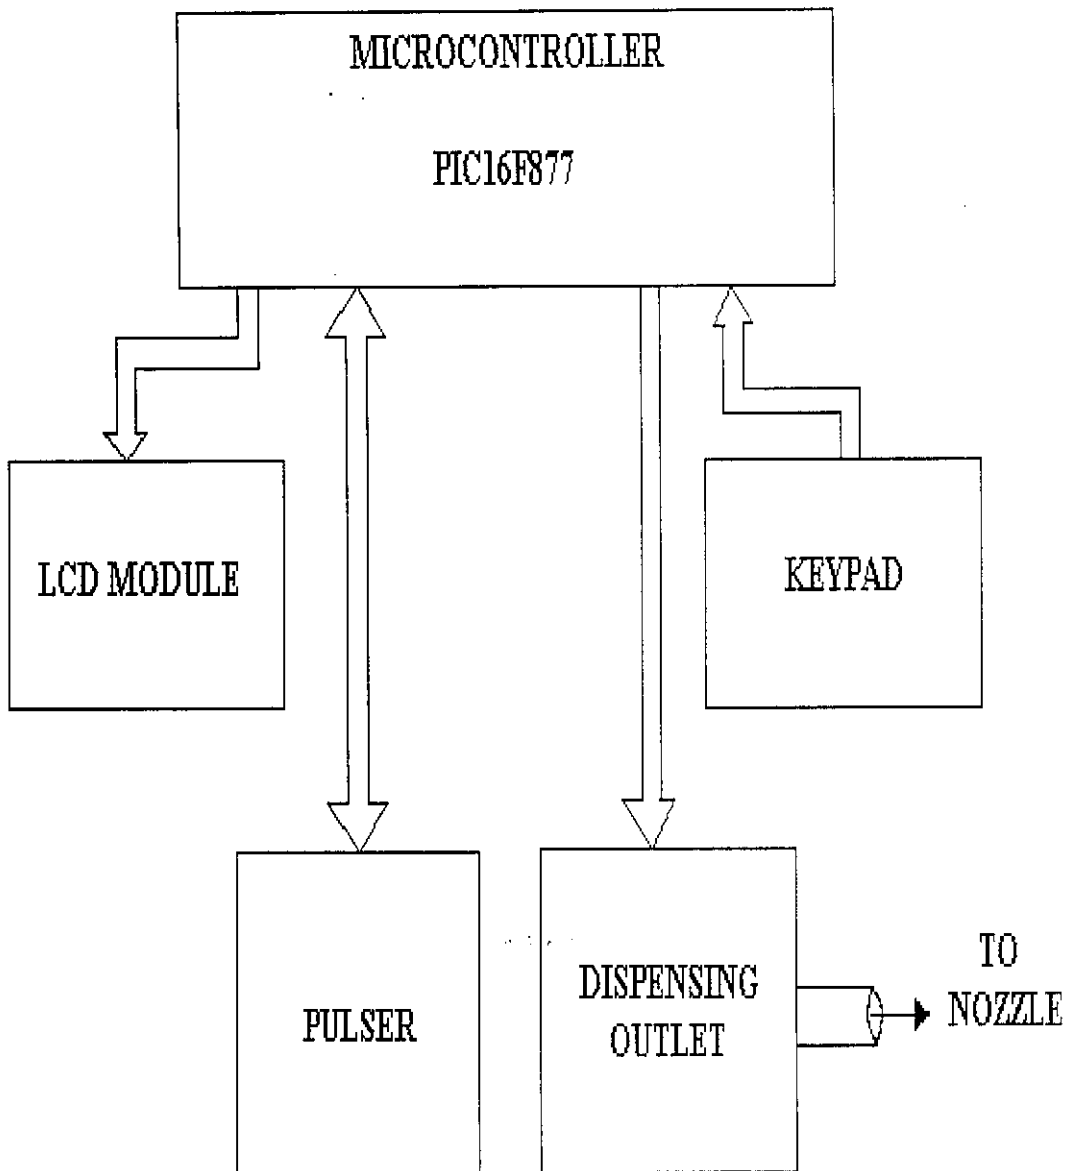 MICROCONTROLLER
PIC16F877
LCD MODULE
KEYPAD
PULSER
DISPENSING
OUTLET
TO
NOZZLE